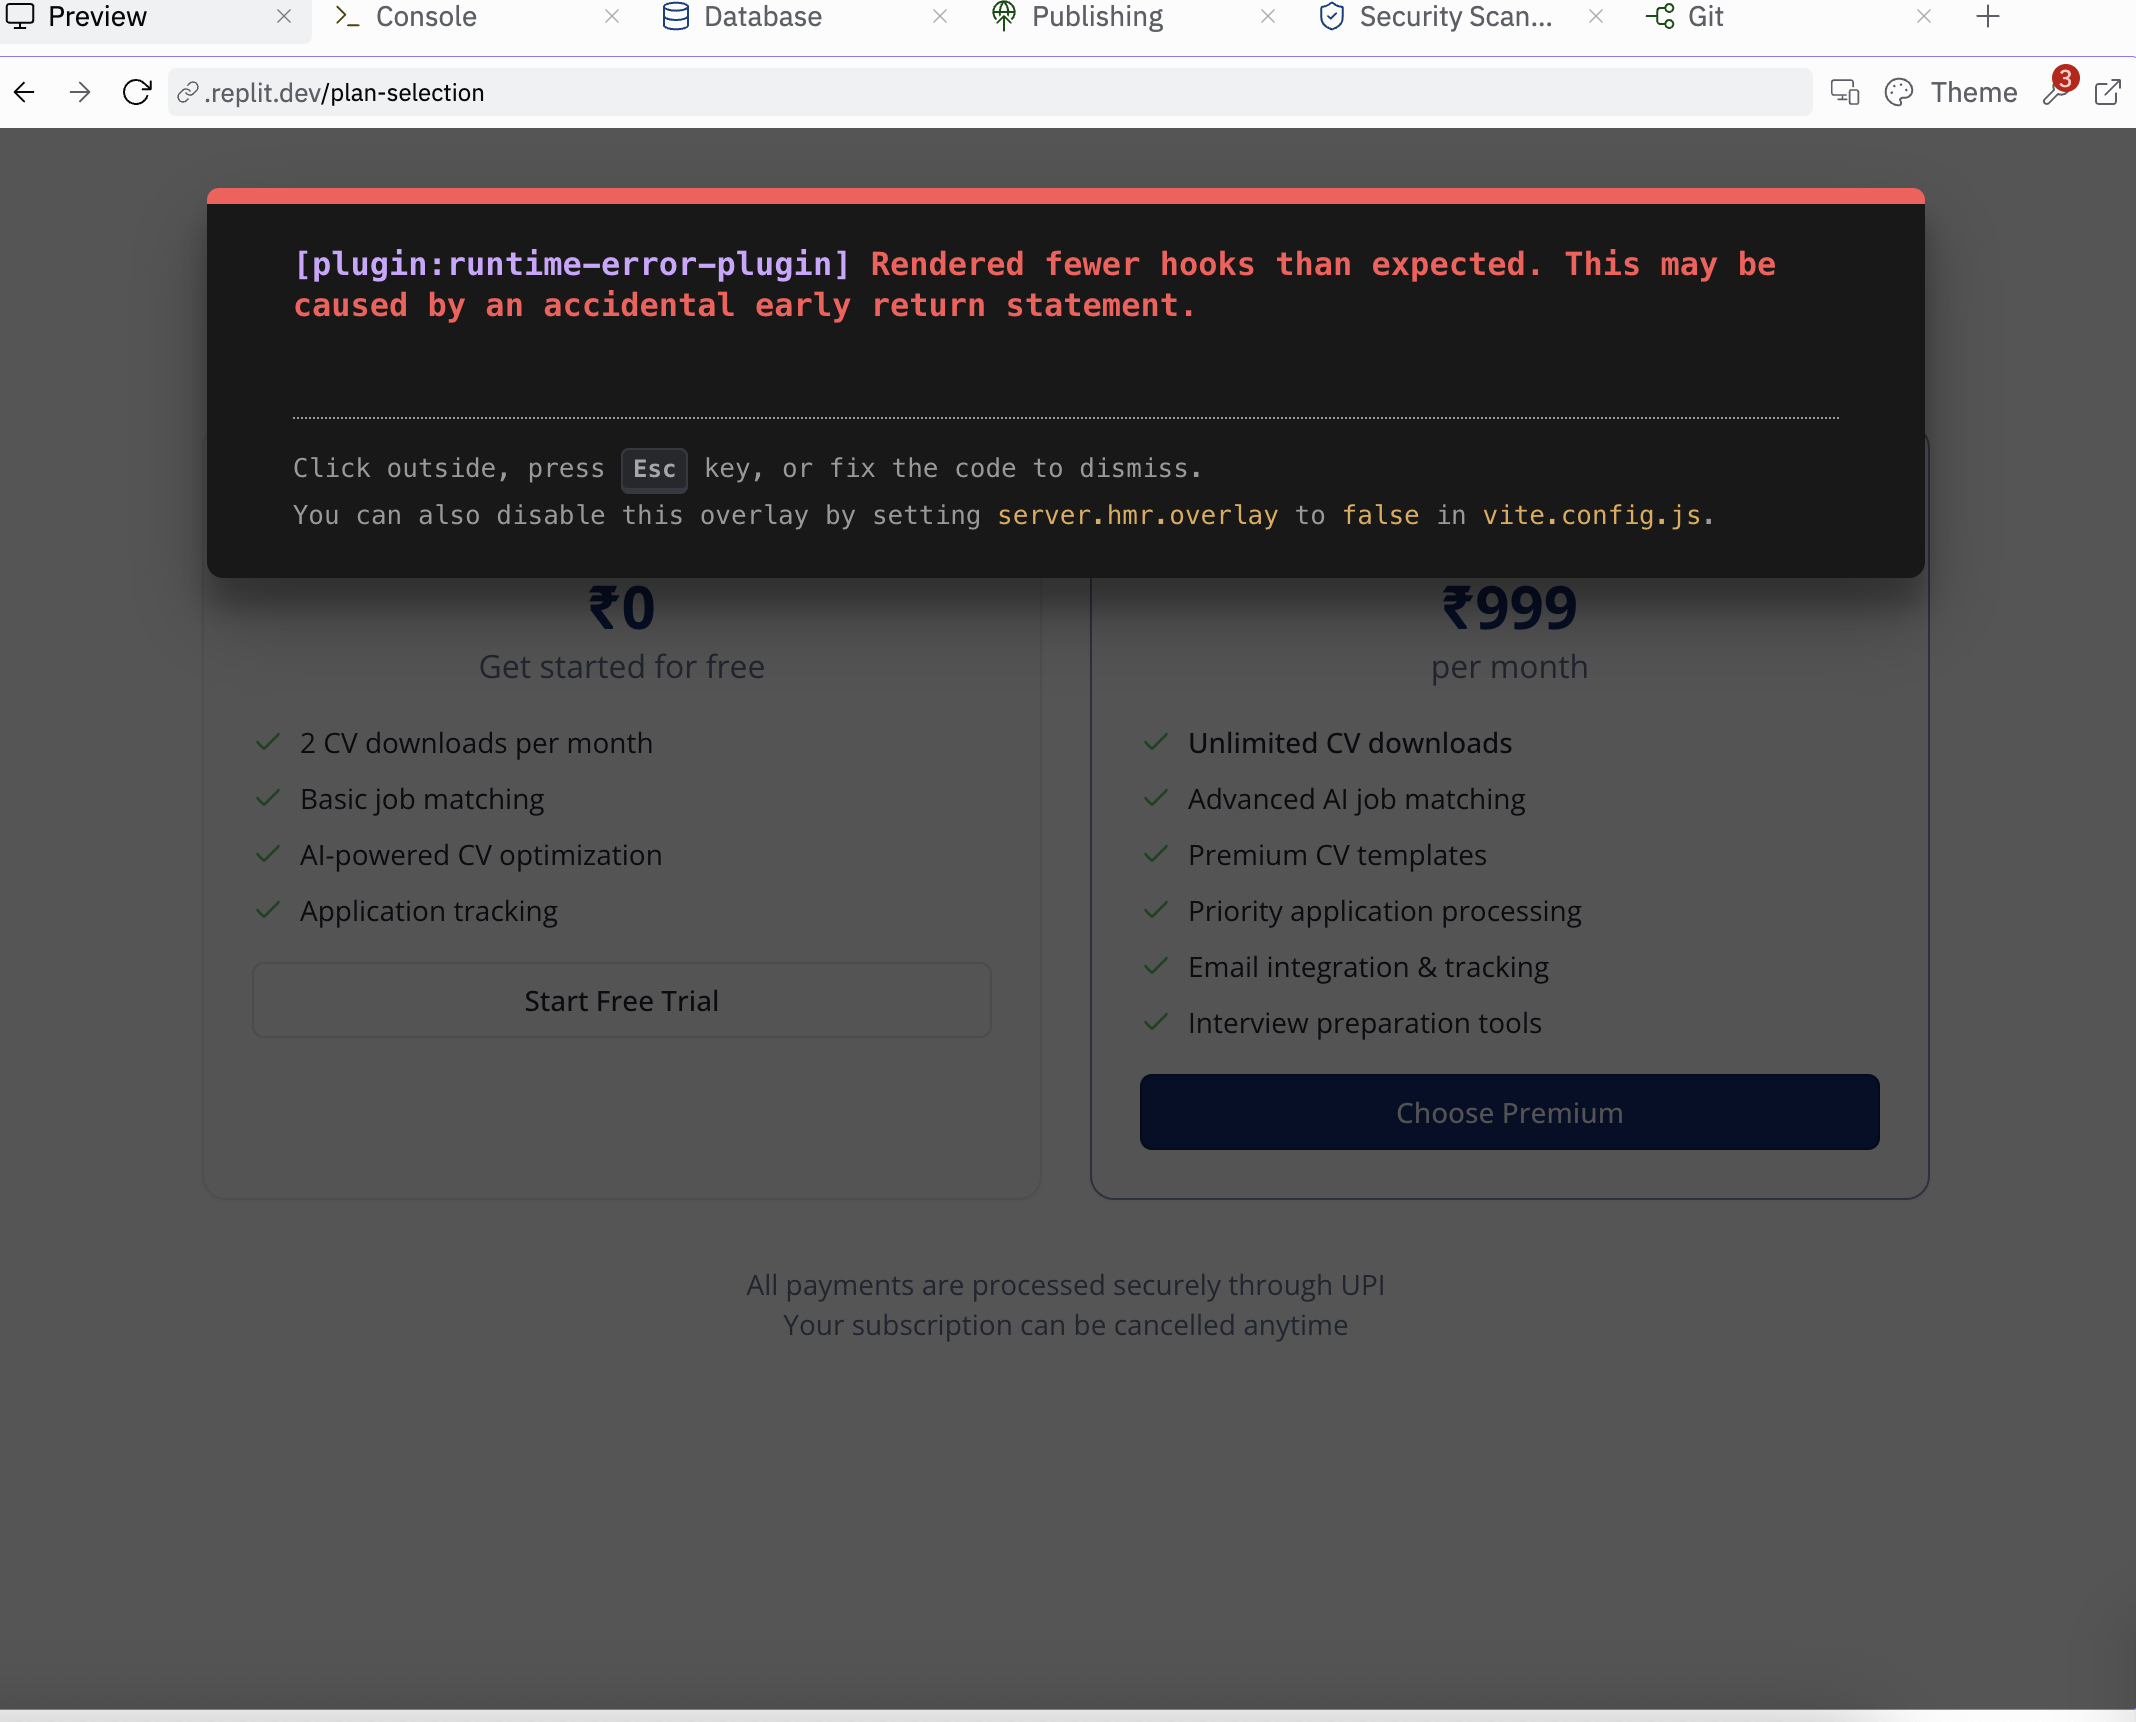 Preview
Console
Database
Publishing
Security Scan...
Git
.replit.dev/plan-selection
Theme
3
[plugin:runtime-error-plugin] Rendered fewer hooks than expected. This may be
caused by an accidental early return statement.
Click outside, press Esc key, or fix the code to dismiss.
You can also disable this overlay by setting server.hmr.overlay to false in vite.config.js.
₹0
Get started for free
2 CV downloads per month
Basic job matching
AI-powered CV optimization
Application tracking
Start Free Trial
₹999
per month
Unlimited CV downloads
Advanced AI job matching
Premium CV templates
Priority application processing
Email integration & tracking
Interview preparation tools
Choose Premium
All payments are processed securely through UPI
Your subscription can be cancelled anytime